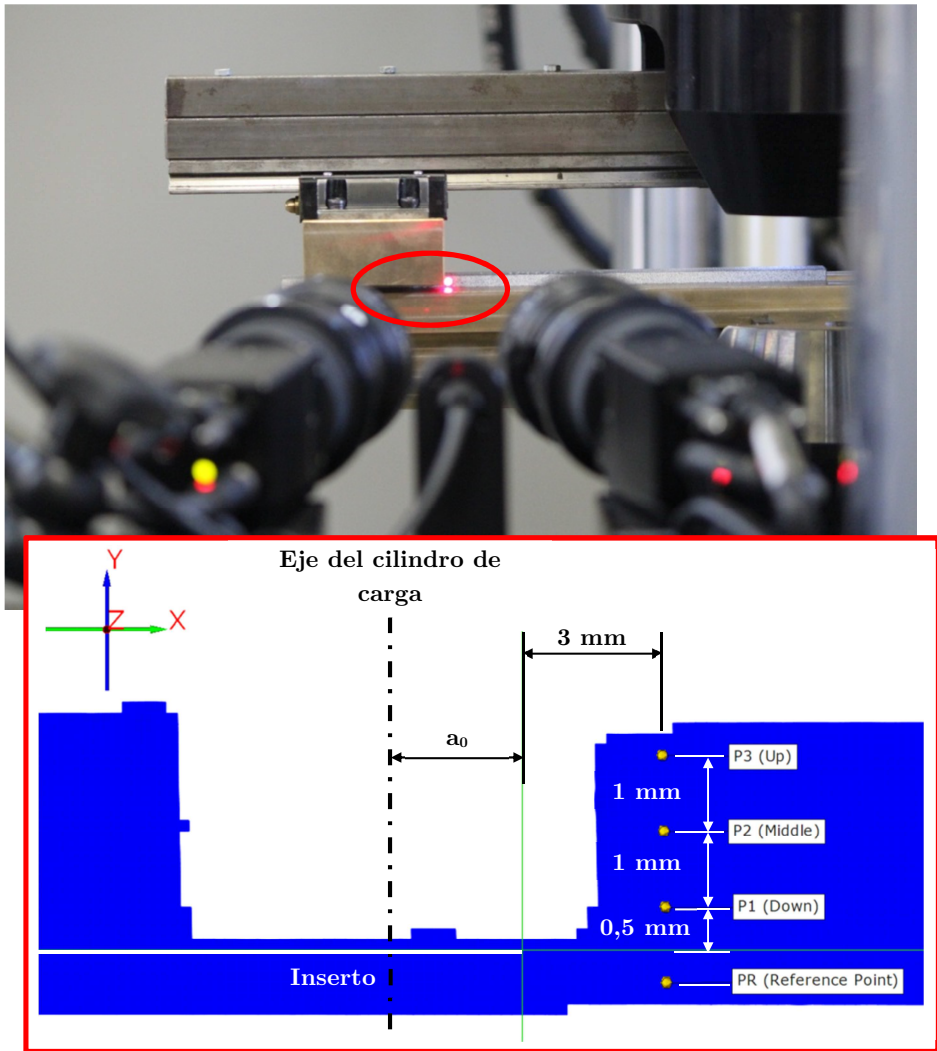 Y
Z
X
Eje del cilindro de
carga
3 mm
a₀
P3 (Up)
1 mm
P2 (Middle)
1 mm
P1 (Down)
0,5 mm
Inserto
PR (Reference Point)